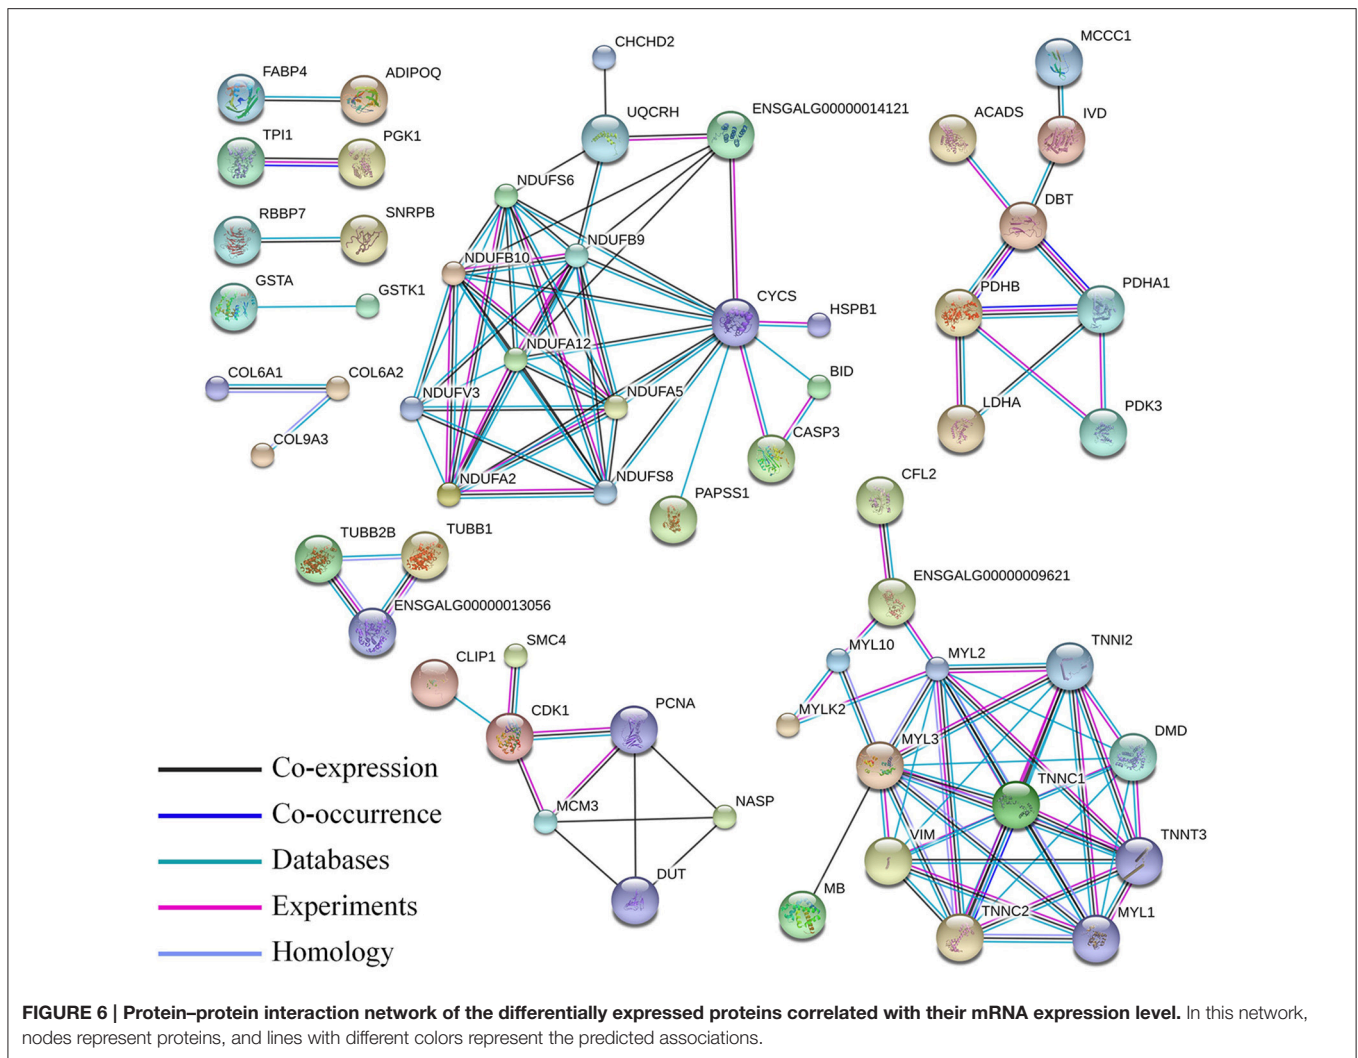 CHCHD2
MCCC1
FABP4
ADIPOQ
UQCRH
ENSGALG00000014121
ACADS
IVD
TPI1
PGK1
NDUFS6
DBT
RBBP7
SNRPB
NDUFB9
NDUFB10
GSTA
GSTK1
CYCS
HSPB1
PDHB
PDHA1
NDUFA12
COL6A1
COL6A2
NDUFV3
NDUFA5
BID
LDHA
PDK3
COL9A3
CASP3
NDUFA2
NDUFS8
PAPSS1
CFL2
TUBB2B
TUBB1
ENSGALG00000009621
ENSGALG00000013056
SMC4
CLIP1
MYL10
MYL2
TNNI2
CDK1
PCNA
MYLK2
MYL3
DMD
TNNC1
Co-expression
MCM3
NASP
Co-occurrence
VIM
TNNT3
Databases
DUT
MB
TNNC2
MYL1
Experiments
Homology
FIGURE 6 | Protein–protein interaction network of the differentially expressed proteins correlated with their mRNA expression level. In this network,
nodes represent proteins, and lines with different colors represent the predicted associations.